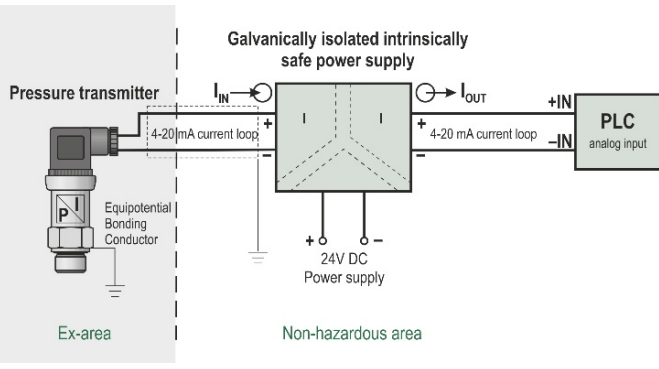 Galvanically isolated intrinsically
safe power supply
Pressure transmitter
IIN
IOUT
+IN
I
I
PLC
+
4-20 mA current loop
+
4-20 mA current loop
analog input
–
–
–IN
P
I
Equipotential
Bonding
Conductor
+
–
24V DC
Power supply
Ex-area
Non-hazardous area